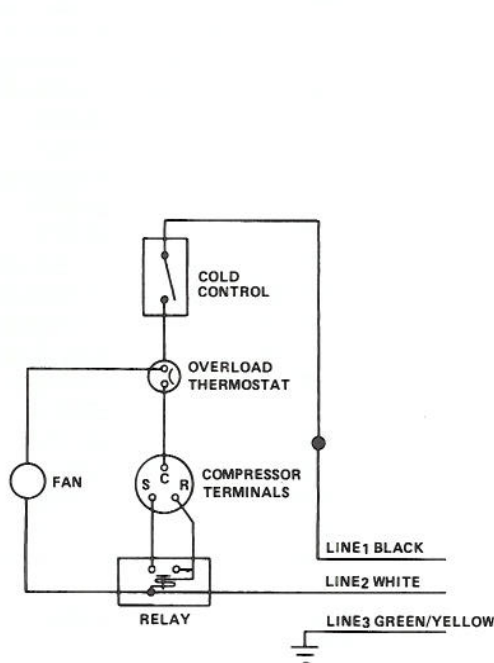 COLD
CONTROL
OVERLOAD
THERMOSTAT
FAN
S C R
COMPRESSOR
TERMINALS
LINE1 BLACK
LINE2 WHITE
RELAY
LINE3 GREEN/YELLOW